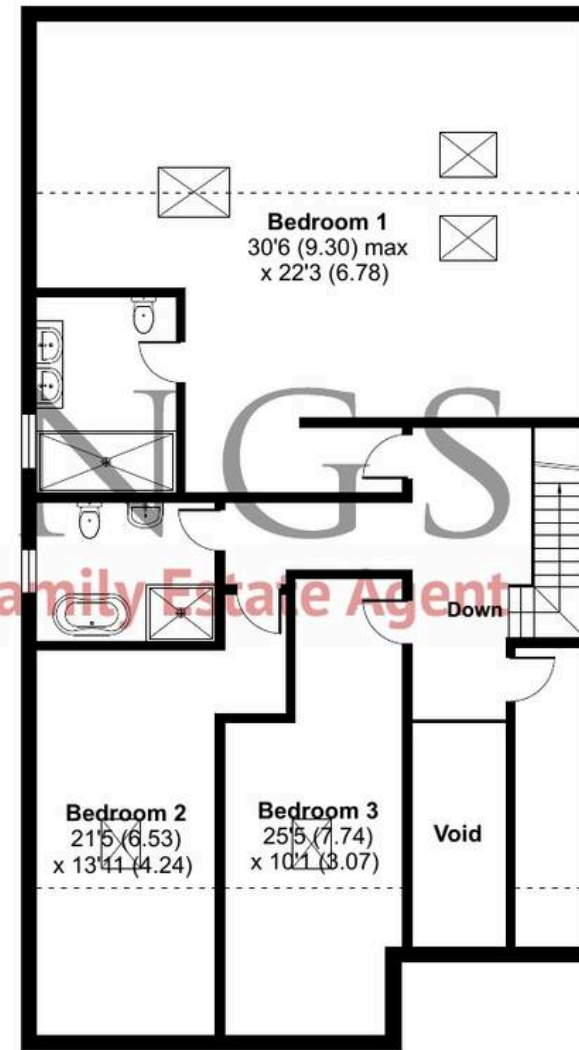 Bedroom 1
30'6 (9.30) max
x 22'3 (6.78)
NGS
amily Estate Agent
Down
Bedroom 2
21'5 (6.53)
x 13'11 (4.24)
Bedroom 3
25'5 (7.74)
x 10'1 (3.07)
Void